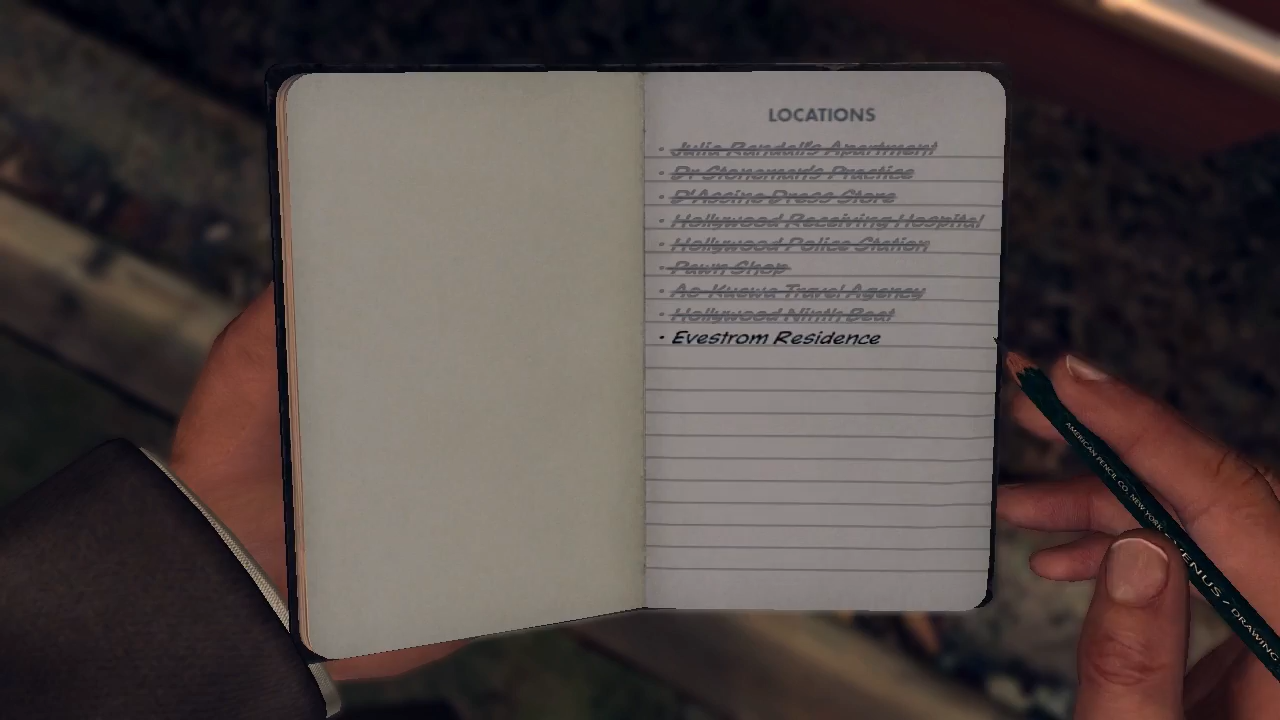 LOCATIONS
· Julia Randall's Apartment
· Dr Stoneman's Practice
· D'Assine Dress Store
· Hollywood Receiving Hospital
· Hollywood Police Station
· Pawn Shop
· Ao Kuewa Travel Agency
· Hollywood Ninth Beat
· Evestrom Residence
AMERICAN PENCIL CO. NEW YORK VENUS / DRAWING